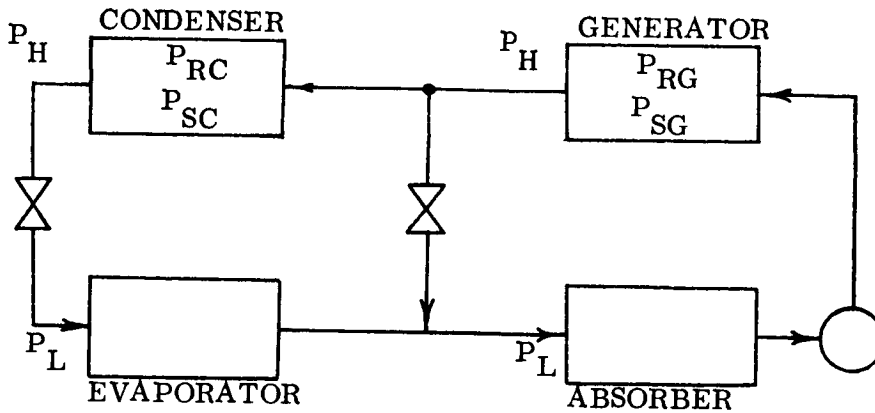 CONDENSER
GENERATOR
P_H
P_RC
P_SC
P_H
P_RG
P_SG
P_L
EVAPORATOR
P_L
ABSORBER